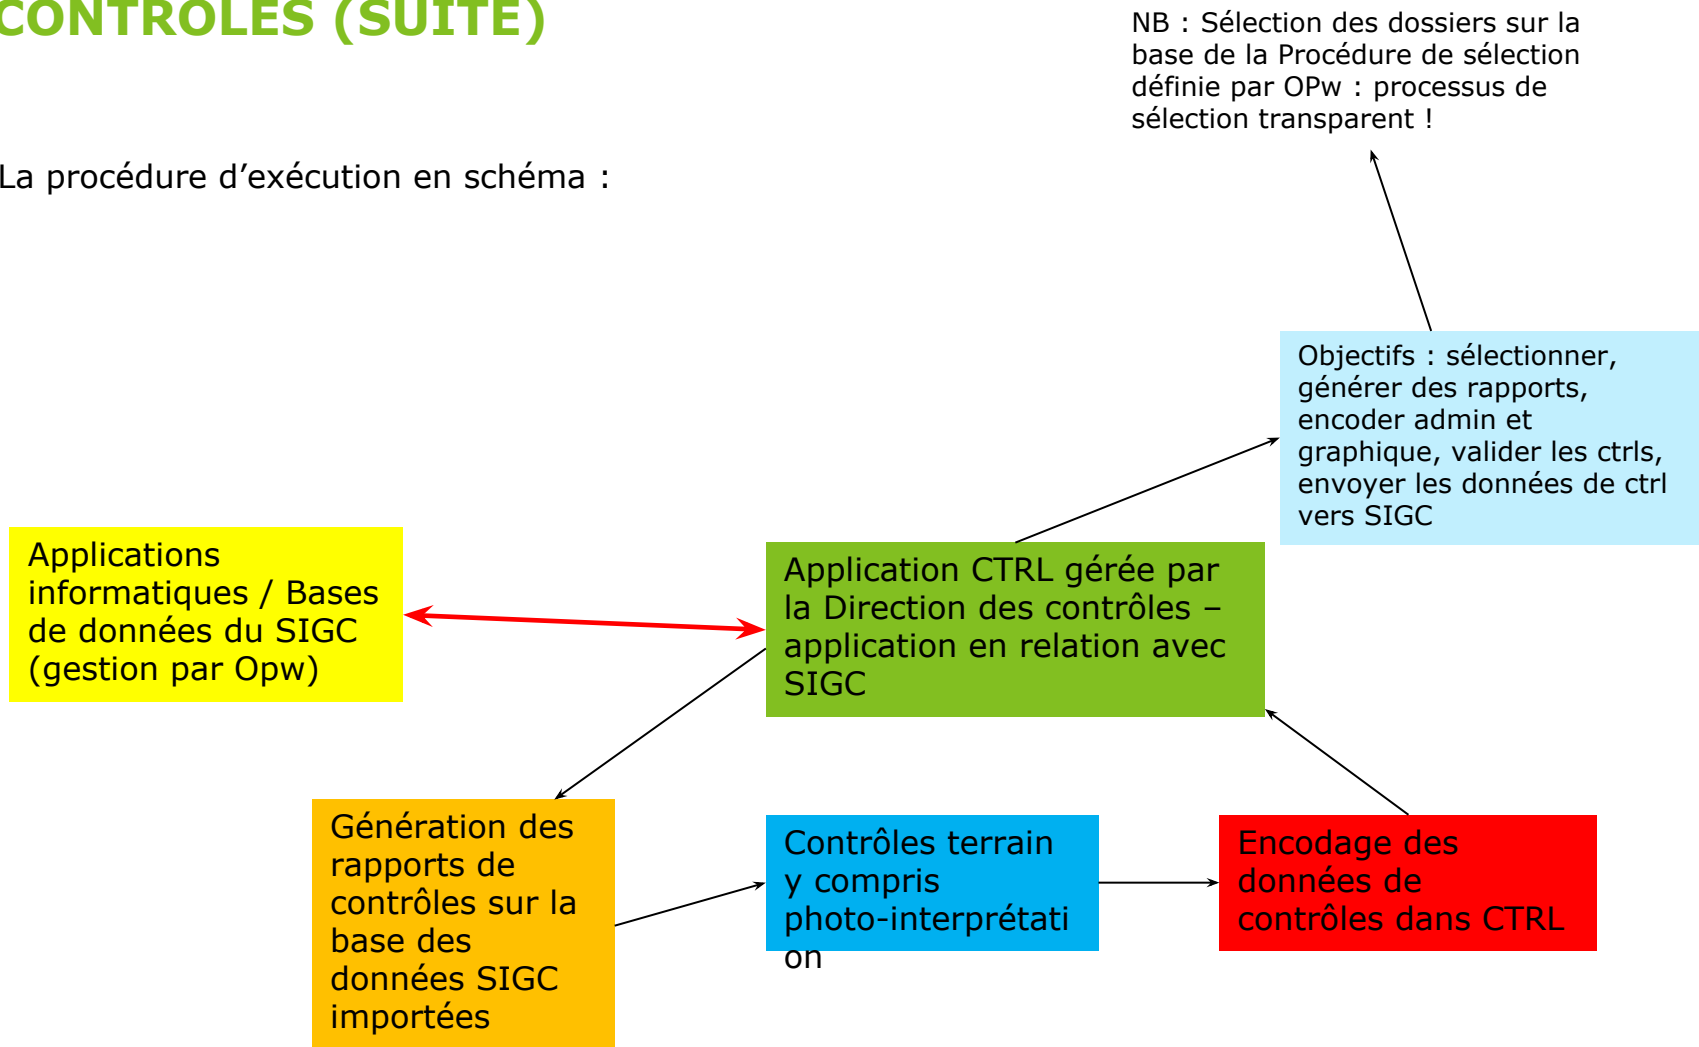 CONTRÔLES (SUITE)
NB : Sélection des dossiers sur la
base de la Procédure de sélection
définie par OPw : processus de
sélection transparent !
La procédure d’exécution en schéma :
Objectifs : sélectionner,
générer des rapports,
encoder admin et
graphique, valider les ctrls,
envoyer les données de ctrl
vers SIGC
Applications
informatiques / Bases
de données du SIGC
(gestion par Opw)
Application CTRL gérée par
la Direction des contrôles –
application en relation avec
SIGC
Génération des
rapports de
contrôles sur la
base des
données SIGC
importées
Contrôles terrain
y compris
photo-interprétati
on
Encodage des
données de
contrôles dans CTRL